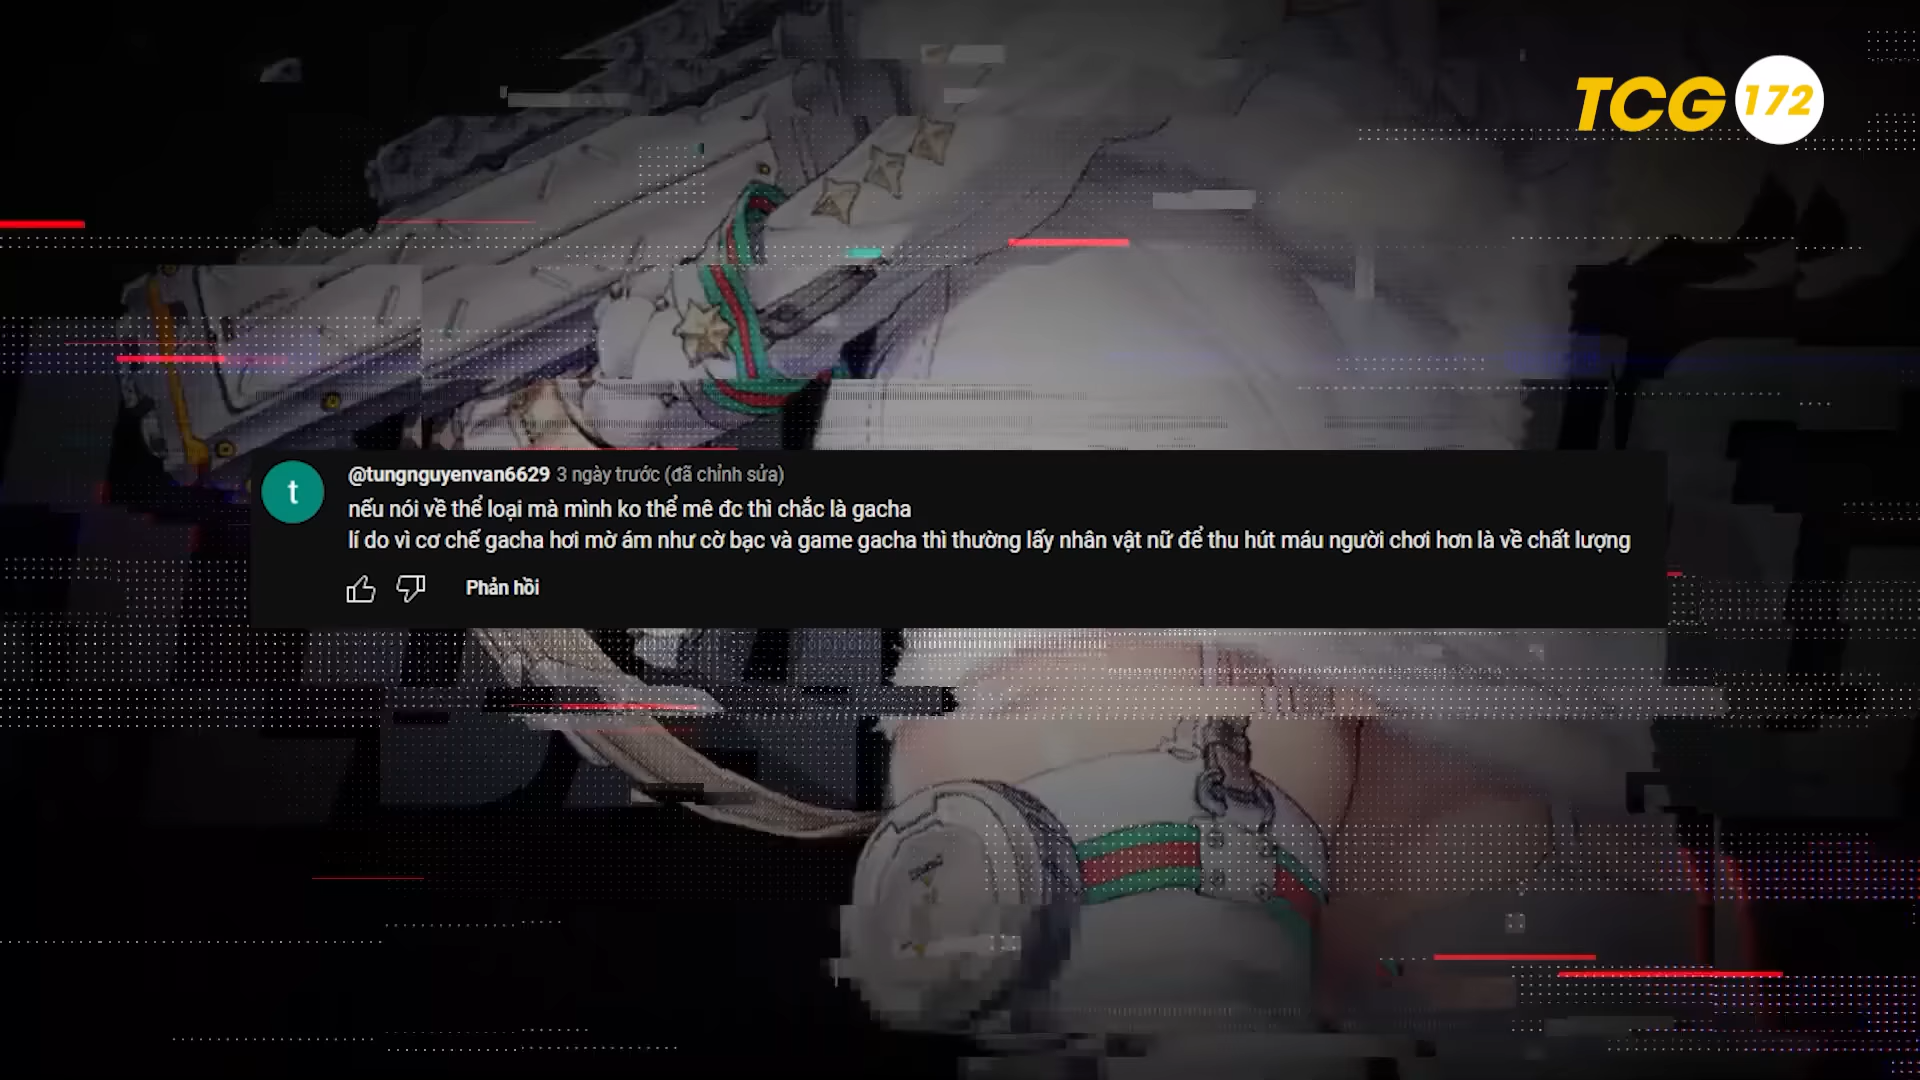 TCG 172
t
@tungnguyenvan6629 3 ngày trước (đã chỉnh sửa)
nếu nói về thể loại mà mình ko thể mê đc thì chắc là gacha
lí do vì cơ chế gacha hơi mờ ám như cờ bạc và game gacha thì thường lấy nhân vật nữ để thu hút máu người chơi hơn là về chất lượng
Phản hồi